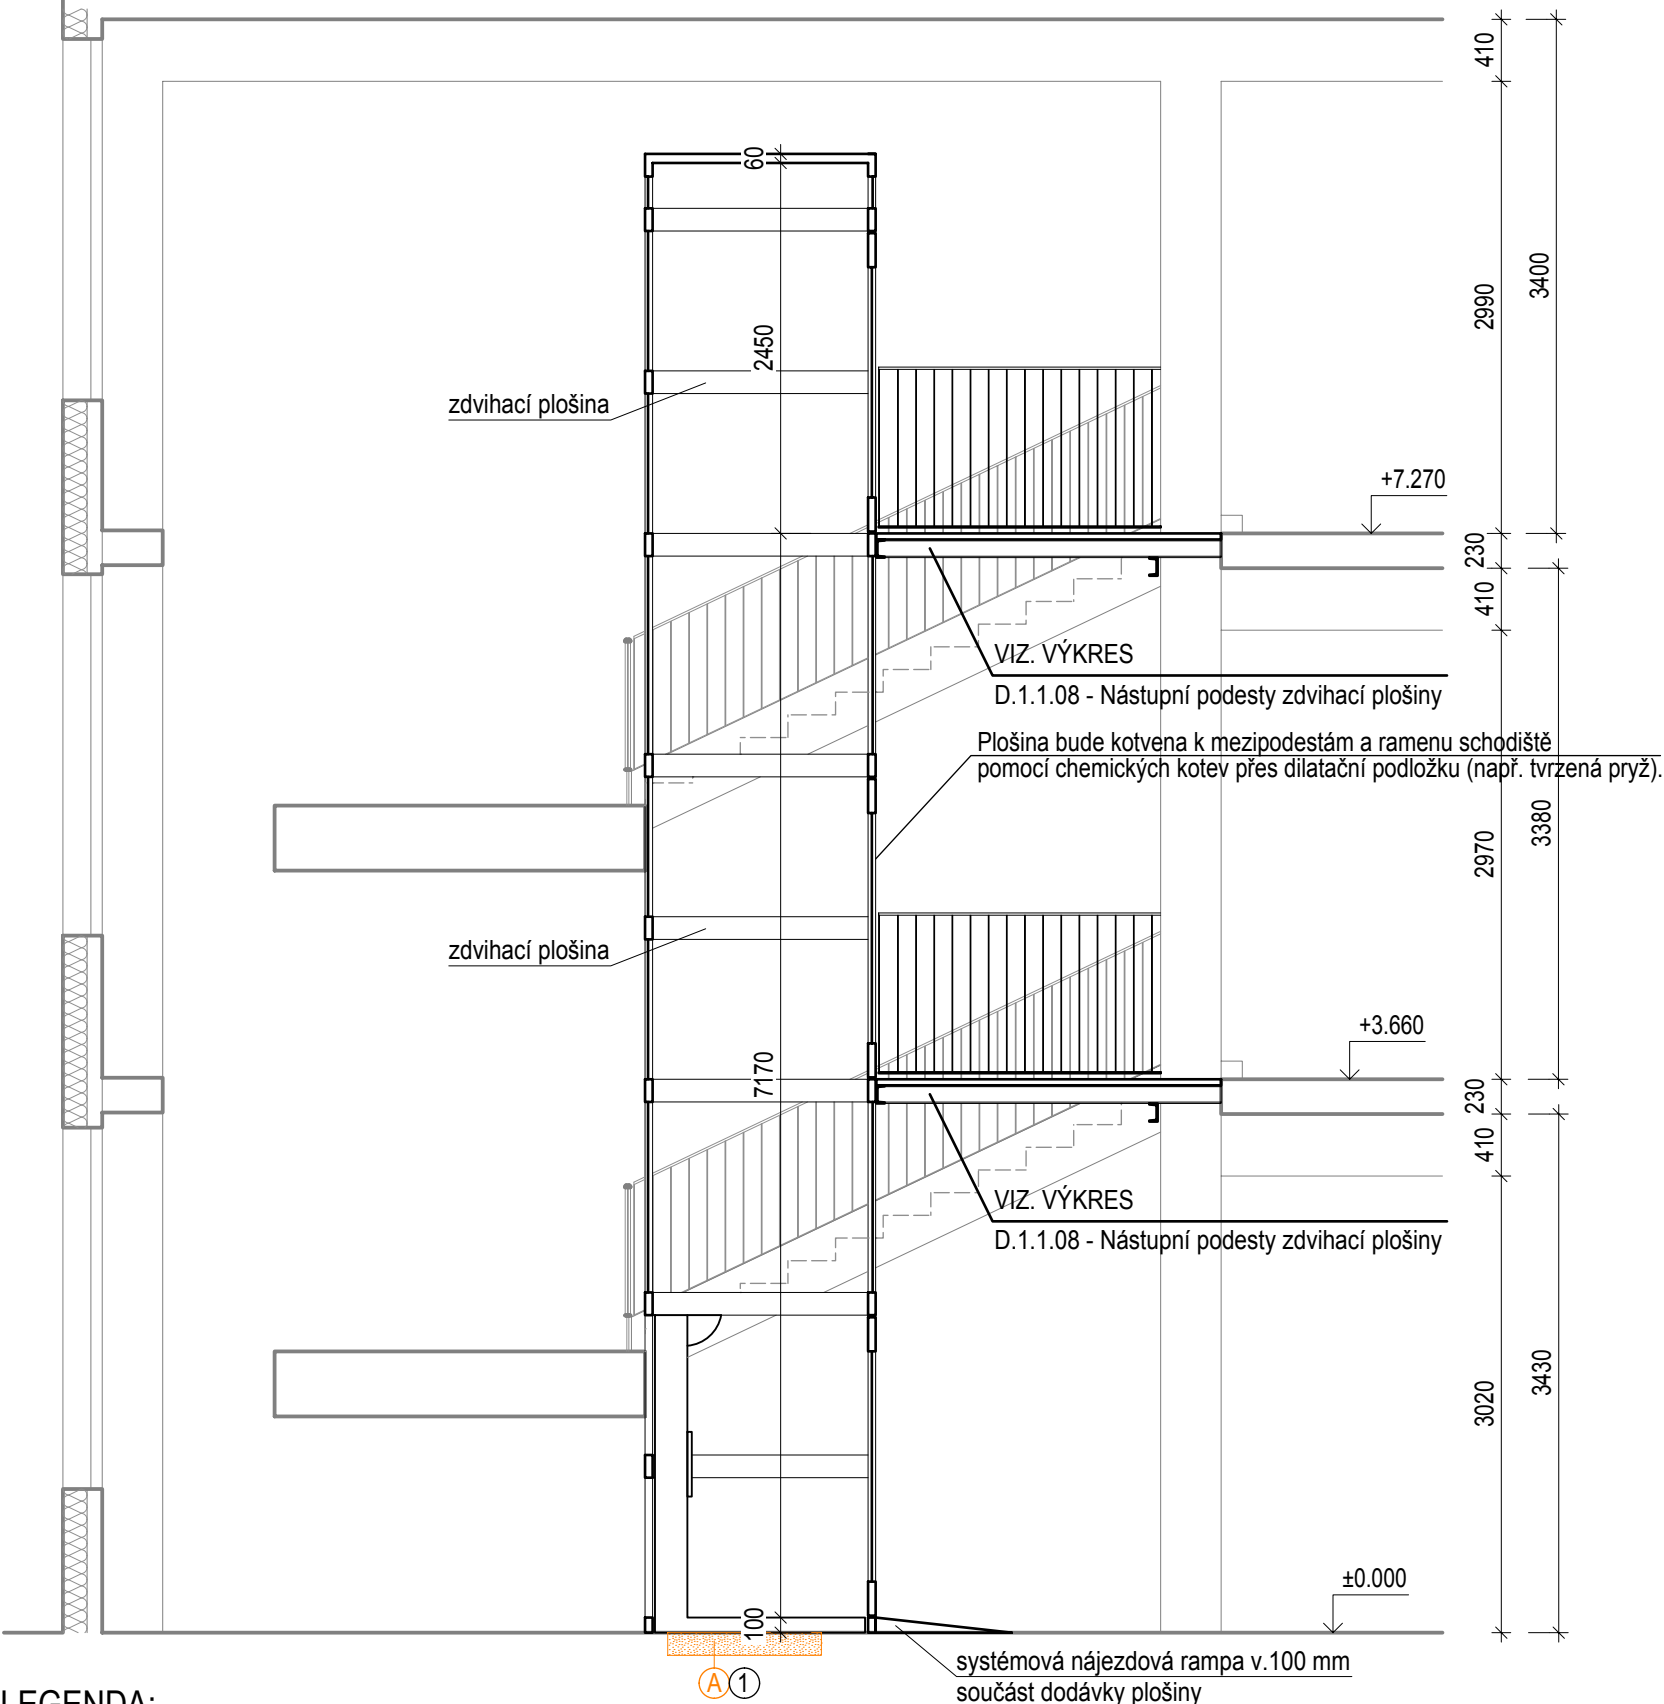 410
60
3400
2990
2450
zdvihací plošina
+7.270
230
410
VIZ. VÝKRES
D.1.1.08 - Nástupní podesty zdvihací plošiny
Plošina bude kotvena k mezipodestám a ramenu schodiště
pomocí chemických kotev přes dilatační podložku (např. tvrzená pryž).
3380
2970
zdvihací plošina
+3.660
7170
230
410
VIZ. VÝKRES
D.1.1.08 - Nástupní podesty zdvihací plošiny
3430
3020
±0.000
100
systémová nájezdová rampa v.100 mm
součást dodávky plošiny
A 1
LEGENDA: